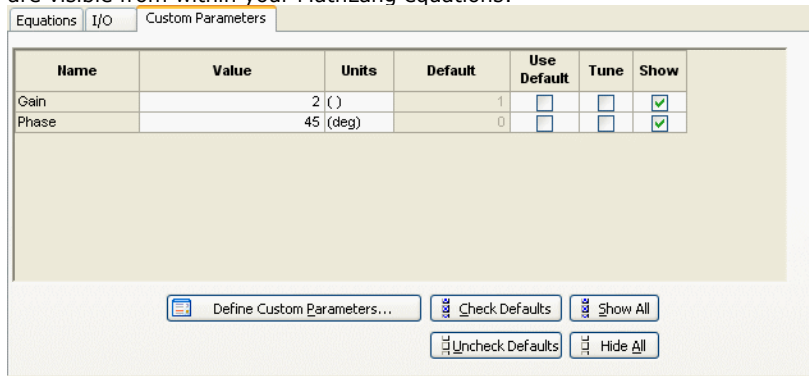 are visible from within your MathLang equations.
Equations I/O Custom Parameters
Name Value Units Default Use Default Tune Show
Gain 2 ( ) 1
Phase 45 (deg) 0
Define Custom Parameters... Check Defaults Show All
Uncheck Defaults Hide All